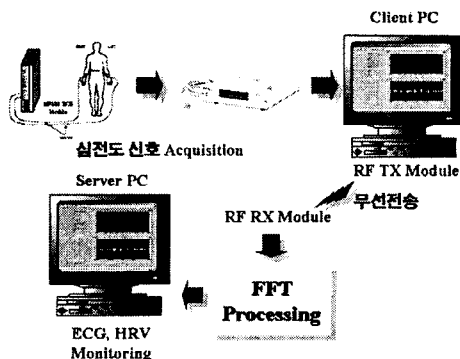 Client PC
심전도 신호 Acquisition
RF TX Module
무선전송
Server PC
RF RX Module
FFT
Processing
ECG, HRV
Monitoring